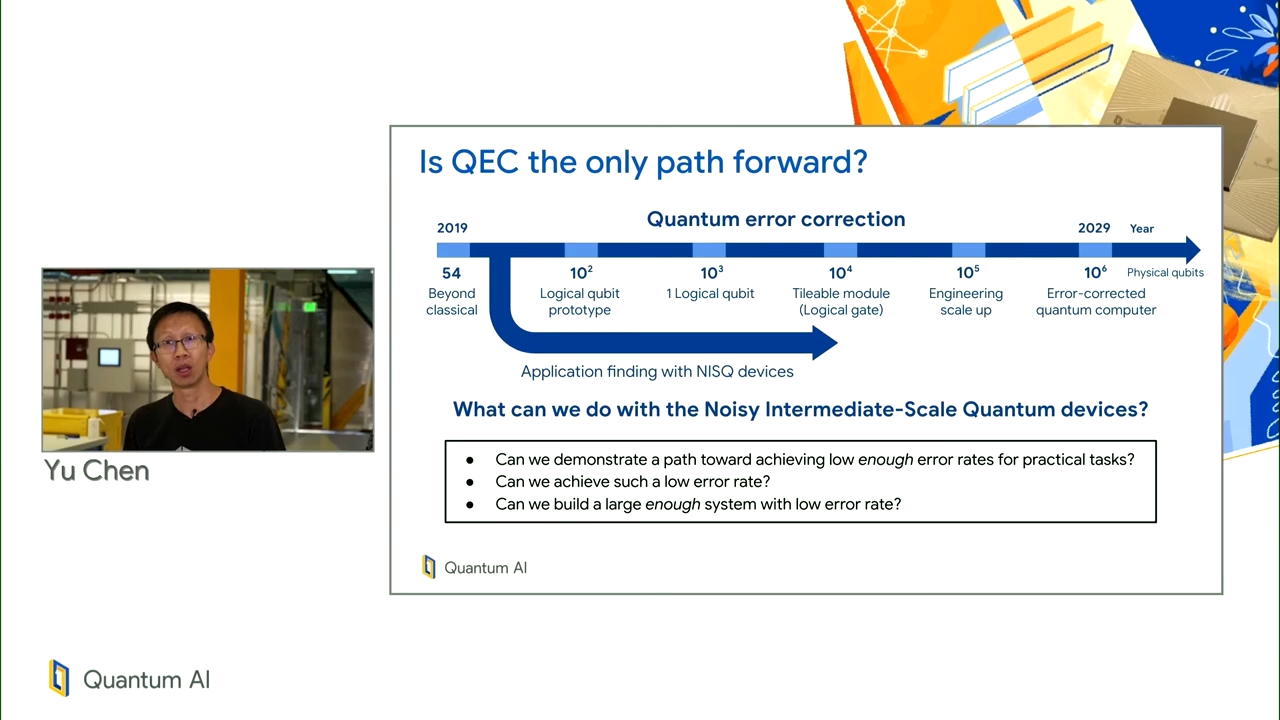 Is QEC the only path forward?
Quantum error correction
2019
2029
Year
54
10²
10³
10⁴
10⁵
10⁶
Physical qubits
Beyond
classical
Logical qubit
prototype
1 Logical qubit
Tileable module
(Logical gate)
Engineering
scale up
Error-corrected
quantum computer
Application finding with NISQ devices
What can we do with the Noisy Intermediate-Scale Quantum devices?
● Can we demonstrate a path toward achieving low enough error rates for practical tasks?
● Can we achieve such a low error rate?
● Can we build a large enough system with low error rate?
Quantum AI
Yu Chen
Quantum AI